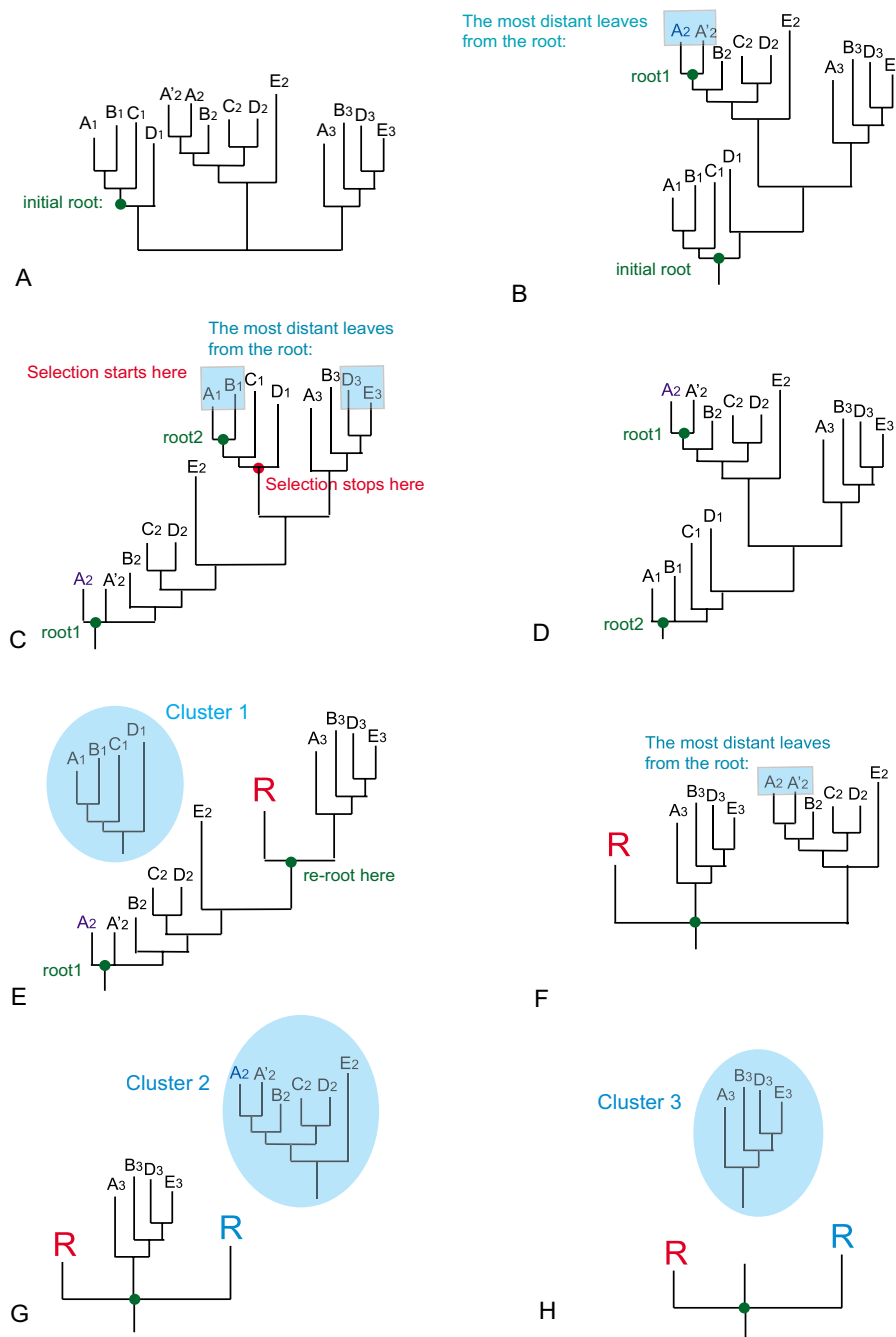 A1 B1 C1 D1 A'2 A2 B2 C2 D2 E2 A3 B3 D3 E3
initial root:
A
The most distant leaves
from the root:
A2 A'2 B2 C2 D2 E2 A3 B3 D3 E
root1
A1 B1 C1 D1
initial root
B
The most distant leaves
from the root:
Selection starts here
A1 B1 C1 D1 A3 B3 D3 E3
root2
Selection stops here
E2
C2 D2
B2
A2 A'2
root1
C
A2 A'2 B2 C2 D2 E2 A3 B3 D3 E3
root1
A1 B1 C1 D1
root2
D
Cluster 1
A1 B1 C1 D1
A3 B3 D3 E3
R
E2
re-root here
C2 D2
B2
A2 A'2
root1
E
The most distant leaves
from the root:
R
A3 B3 D3 E3
A2 A'2 B2 C2 D2 E2
F
Cluster 2
A2 A'2 B2 C2 D2 E2
A3 B3 D3 E3
R
R
G
Cluster 3
A3 B3 D3 E3
R
R
H